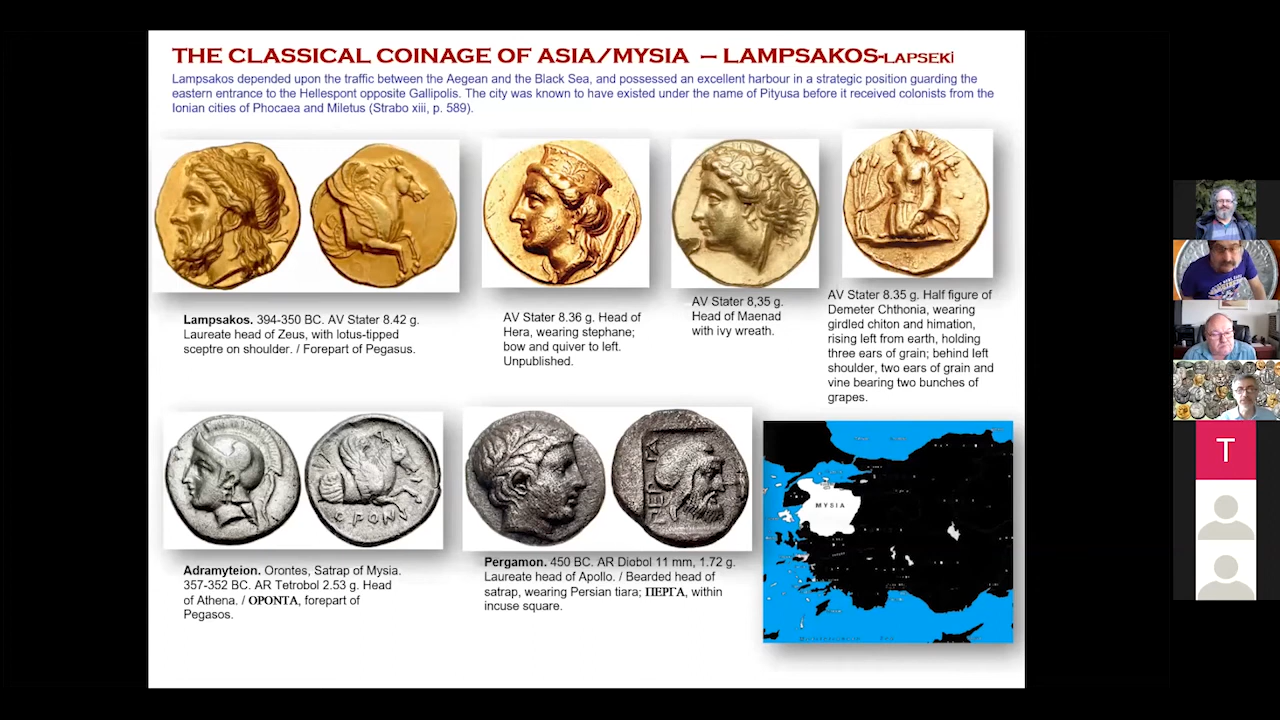 THE CLASSICAL COINAGE OF ASIA/MYSIA – LAMPSAKOS-LAPSEKİ
Lampsakos depended upon the traffic between the Aegean and the Black Sea, and possessed an excellent harbour in a strategic position guarding the
eastern entrance to the Hellespont opposite Gallipolis. The city was known to have existed under the name of Pityusa before it received colonists from the
Ionian cities of Phocaea and Miletus (Strabo xiii, p. 589).
Lampsakos. 394-350 BC. AV Stater 8.42 g.
Laureate head of Zeus, with lotus-tipped
sceptre on shoulder. / Forepart of Pegasus.
AV Stater 8.36 g. Head of
Hera, wearing stephane;
bow and quiver to left.
Unpublished.
AV Stater 8,35 g.
Head of Maenad
with ivy wreath.
AV Stater 8.35 g. Half figure of
Demeter Chthonia, wearing
girdled chiton and himation,
rising left from earth, holding
three ears of grain; behind left
shoulder, two ears of grain and
vine bearing two bunches of
grapes.
Adramyteion. Orontes, Satrap of Mysia.
357-352 BC. AR Tetrobol 2.53 g. Head
of Athena. / ΟΡΟΝΤΑ, forepart of
Pegasos.
Pergamon. 450 BC. AR Diobol 11 mm, 1.72 g.
Laureate head of Apollo. / Bearded head of
satrap, wearing Persian tiara; ΠΕΡΓΑ, within
incuse square.
MYSIA
T